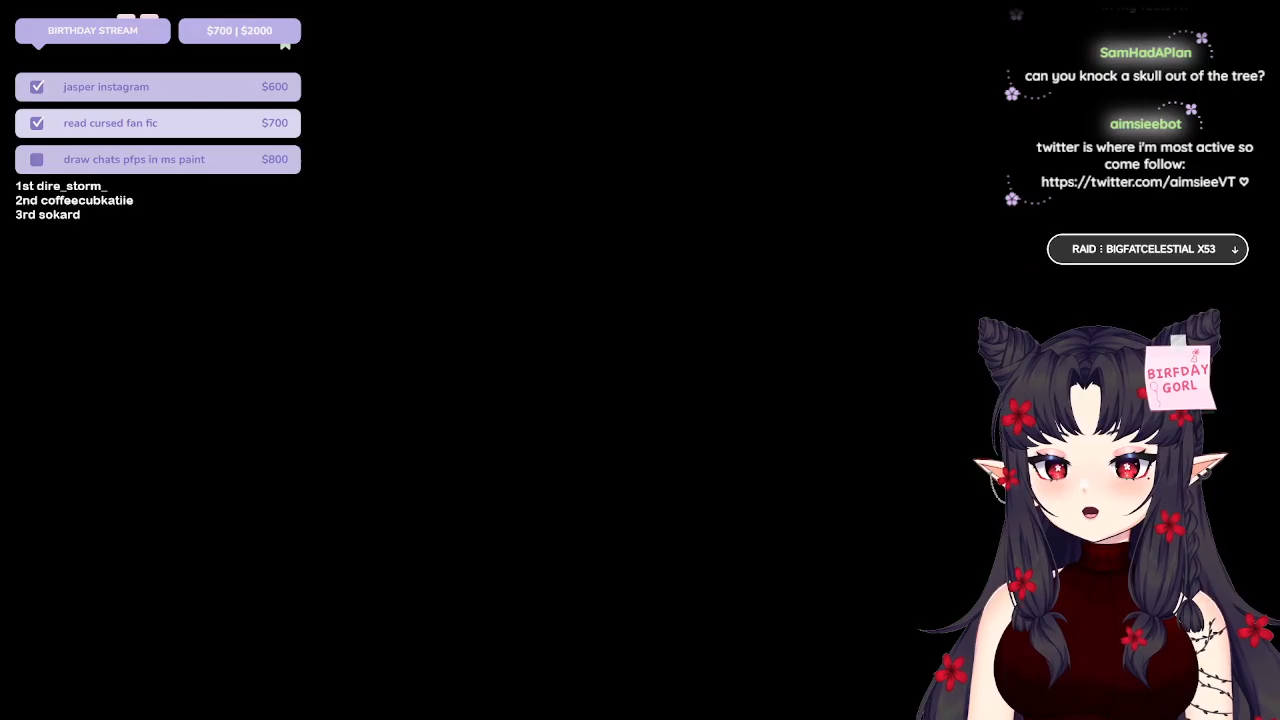 BIRTHDAY STREAM
$700 | $2000
jasper instagram $600
read cursed fan fic $700
draw chats pfps in ms paint $800
1st dire_storm_
2nd coffeecubkatiie
3rd sokard
SamHadAPlan
can you knock a skull out of the tree?
aimsieebot
twitter is where i'm most active so
come follow:
https://twitter.com/aimsieeVT ♡
RAID : BIGFATCELESTIAL X53 ↓
BIRFDAY
GORL